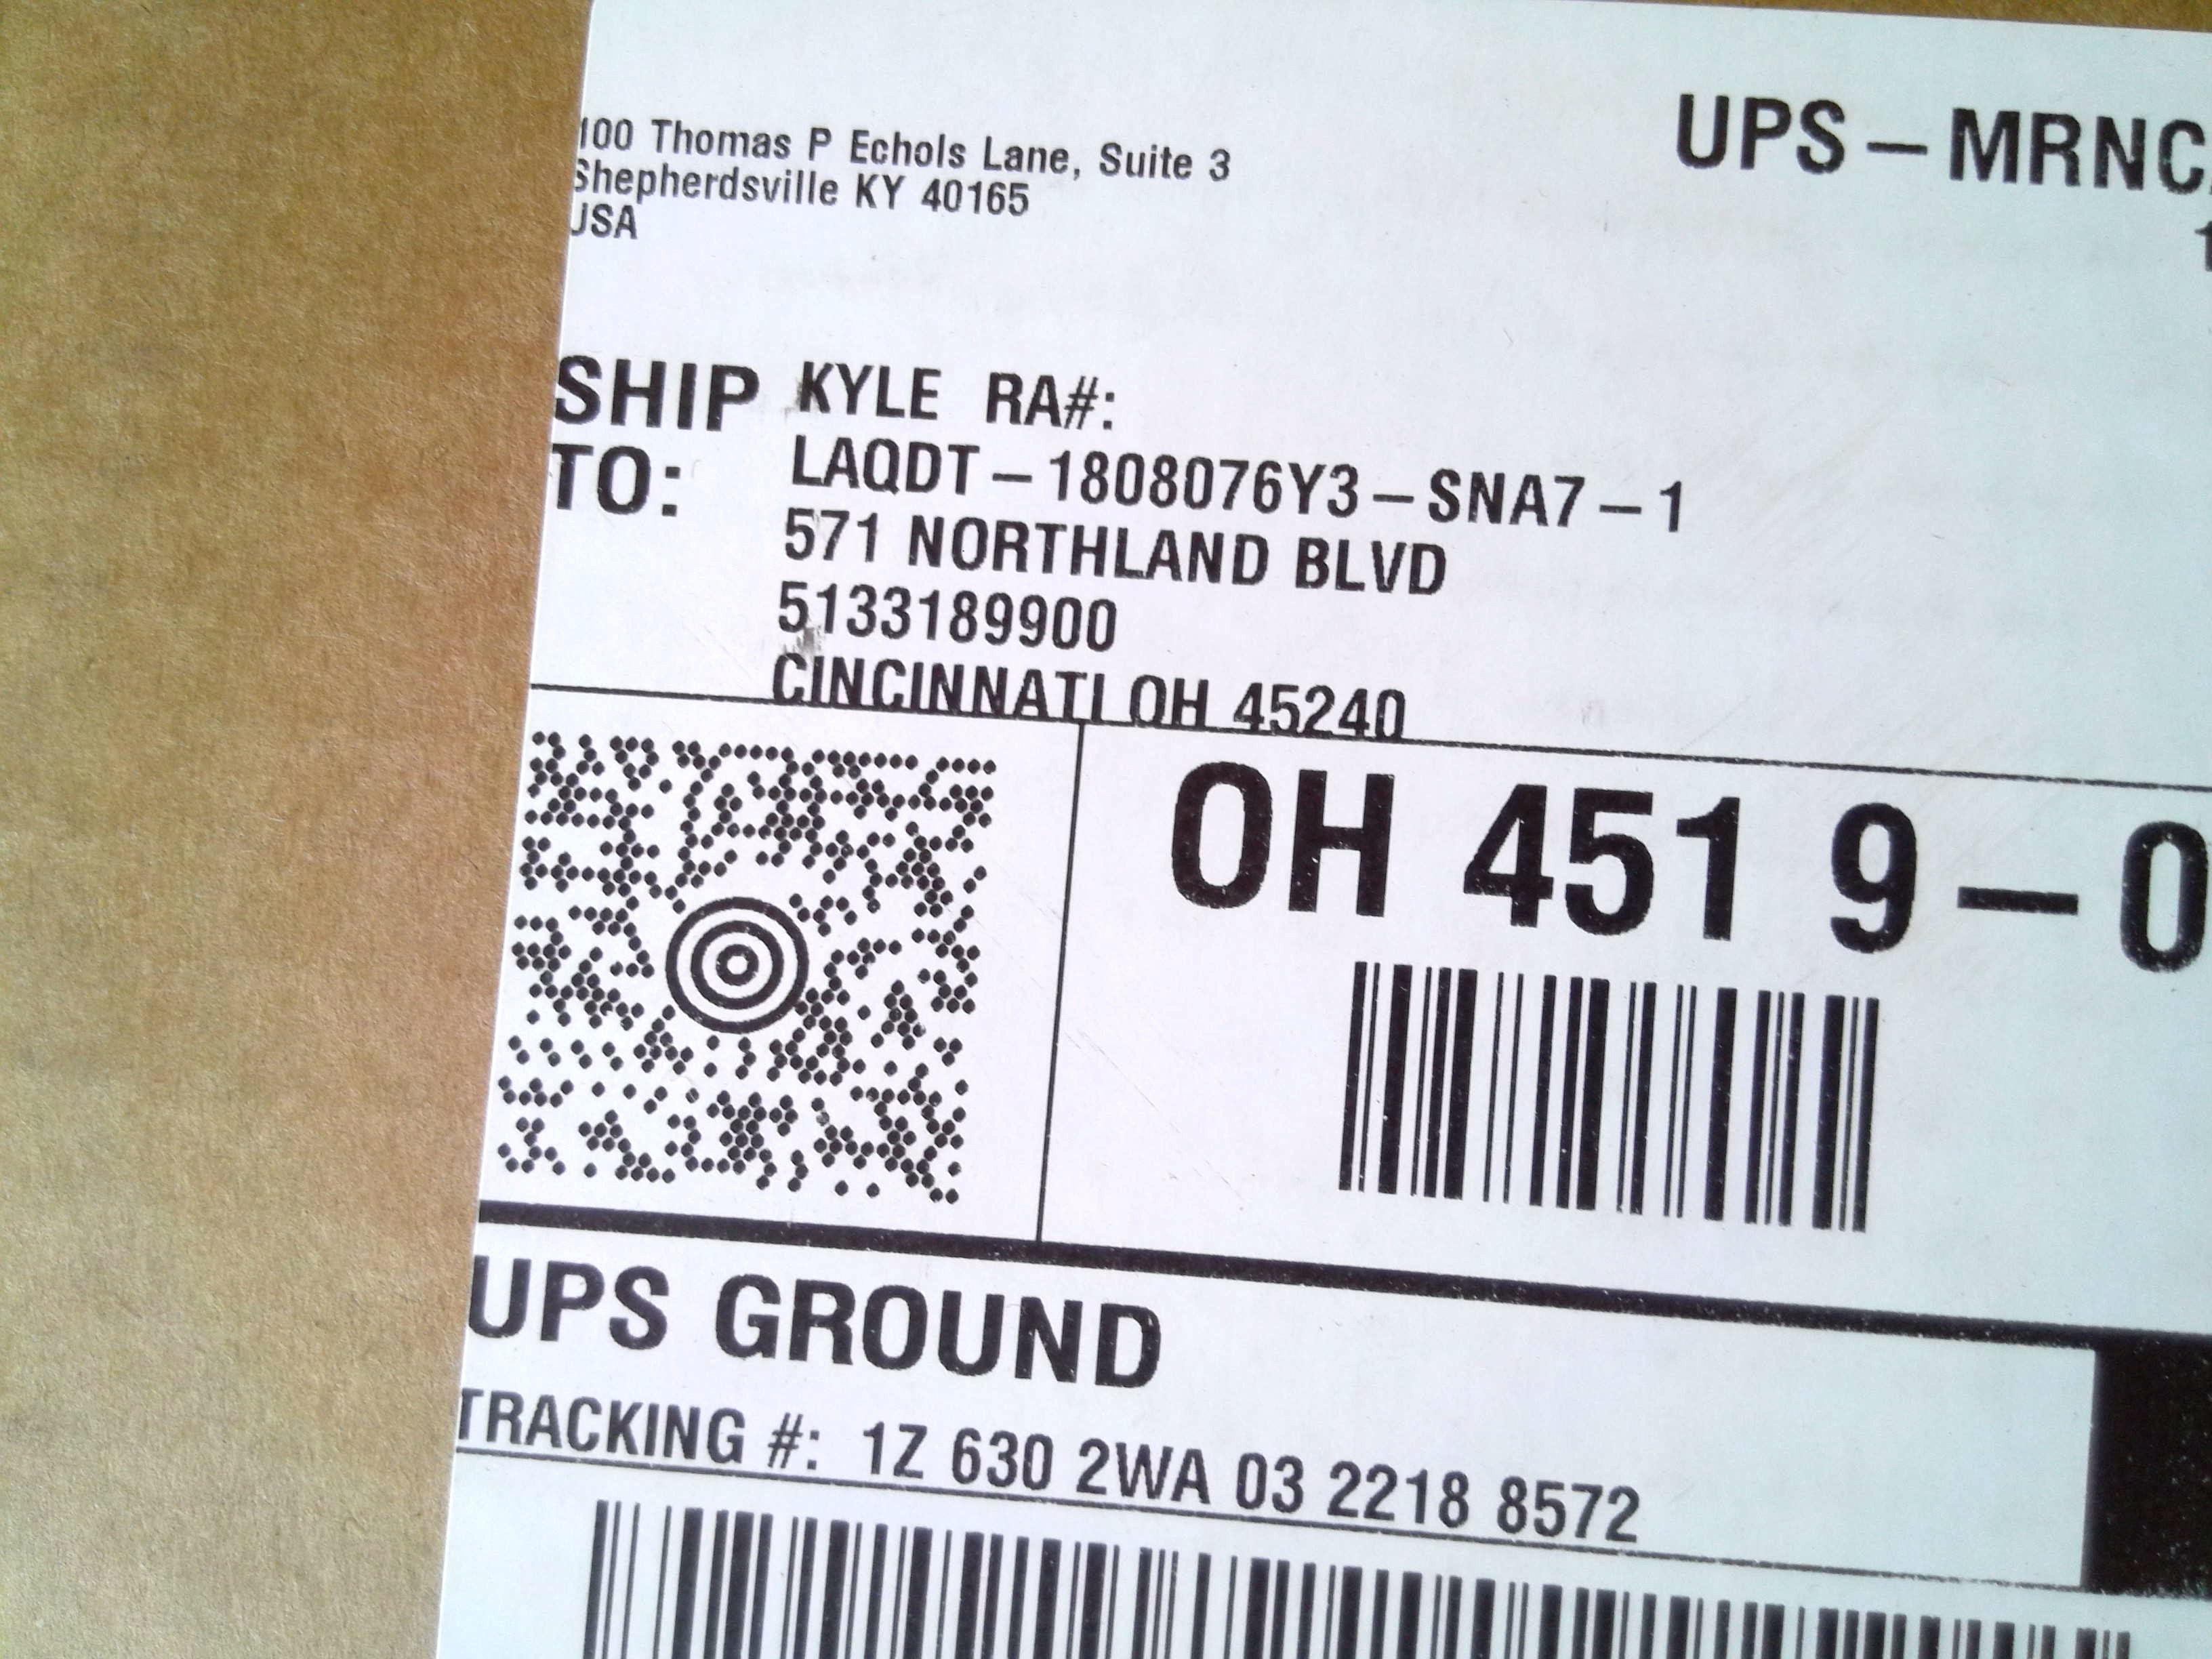 100 Thomas P Echols Lane, Suite 3
Shepherdsville KY 40165
USA
UPS - MRNC
1
SHIP TO:
KYLE RA#:
LAQDT - 1808076Y3 - SNA7 - 1
571 NORTHLAND BLVD
5133189900
CINCINNATI OH 45240
OH 451 9 - 0
UPS GROUND
TRACKING #: 1Z 630 2WA 03 2218 8572